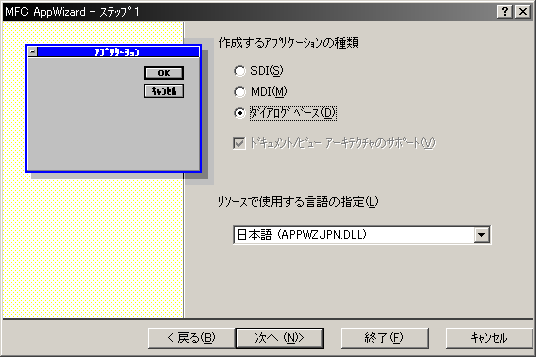 MFC AppWizard - ステップ 1
アプリケーション
OK
キャンセル
作成するアプリケーションの種類
SDI(S)
MDI(M)
ダイアログ ベース(D)
ドキュメント/ビュー アーキテクチャのサポート(V)
リソースで使用する言語の指定(L)
日本語 (APPWZJPN.DLL)
< 戻る(B)
次へ (N)>
終了(F)
キャンセル